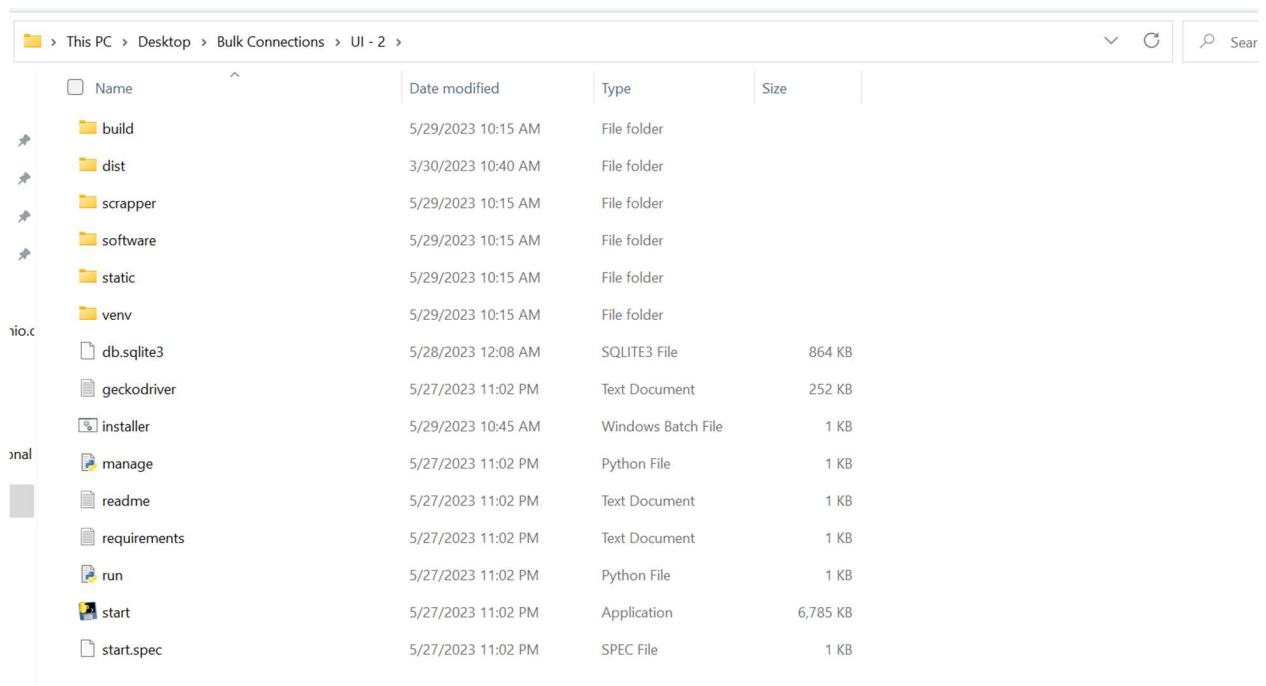 This PC > Desktop > Bulk Connections > UI - 2 >
Sear
Name Date modified Type Size
build 5/29/2023 10:15 AM File folder
dist 3/30/2023 10:40 AM File folder
scrapper 5/29/2023 10:15 AM File folder
software 5/29/2023 10:15 AM File folder
static 5/29/2023 10:15 AM File folder
venv 5/29/2023 10:15 AM File folder
nio.c
db.sqlite3 5/28/2023 12:08 AM SQLITE3 File 864 KB
geckodriver 5/27/2023 11:02 PM Text Document 252 KB
installer 5/29/2023 10:45 AM Windows Batch File 1 KB
onal
manage 5/27/2023 11:02 PM Python File 1 KB
readme 5/27/2023 11:02 PM Text Document 1 KB
requirements 5/27/2023 11:02 PM Text Document 1 KB
run 5/27/2023 11:02 PM Python File 1 KB
start 5/27/2023 11:02 PM Application 6,785 KB
start.spec 5/27/2023 11:02 PM SPEC File 1 KB